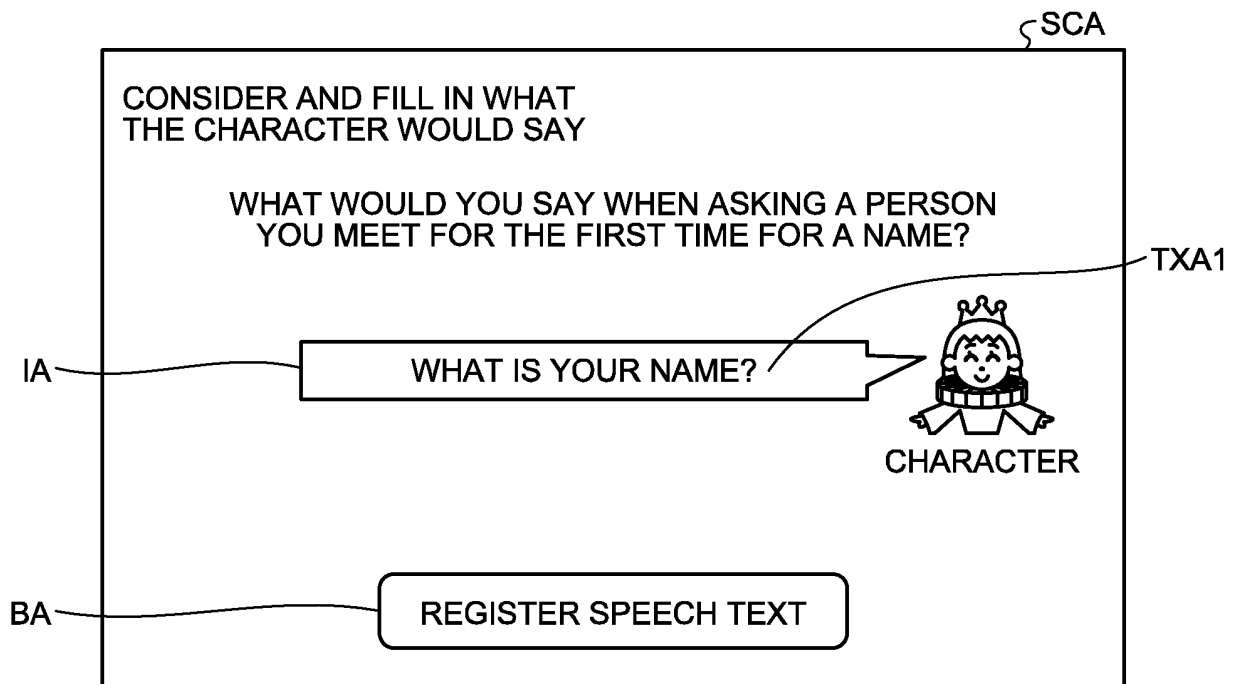 SCA
CONSIDER AND FILL IN WHAT
THE CHARACTER WOULD SAY
WHAT WOULD YOU SAY WHEN ASKING A PERSON
YOU MEET FOR THE FIRST TIME FOR A NAME?
TXA1
IA
WHAT IS YOUR NAME?
CHARACTER
BA
REGISTER SPEECH TEXT